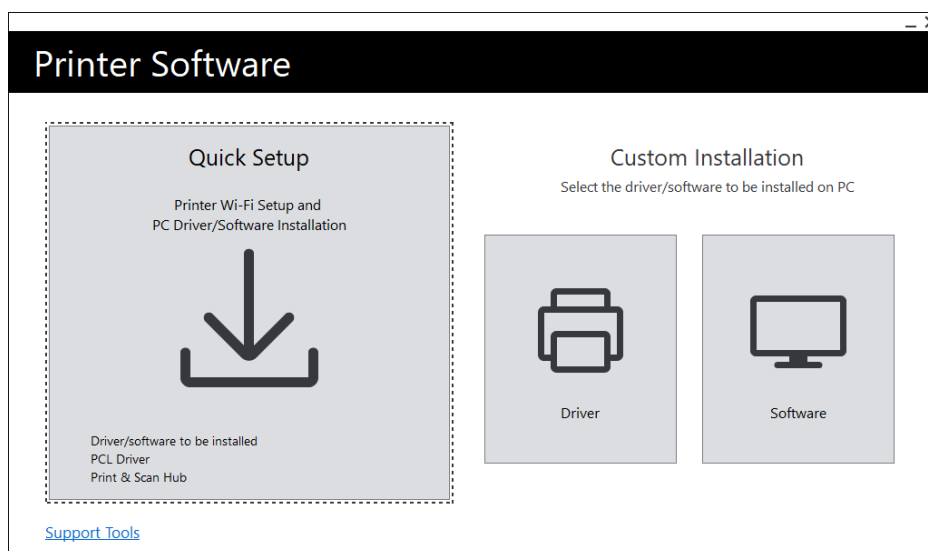 Printer Software
Quick Setup
Printer Wi-Fi Setup and
PC Driver/Software Installation
Driver/software to be installed
PCL Driver
Print & Scan Hub
Custom Installation
Select the driver/software to be installed on PC
Driver
Software
Support Tools